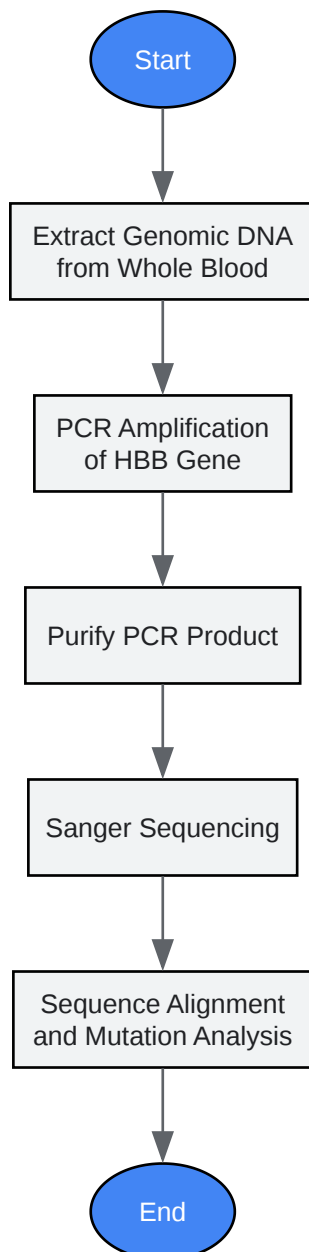 Start
Extract Genomic DNA
from Whole Blood
PCR Amplification
of HBB Gene
Purify PCR Product
Sanger Sequencing
Sequence Alignment
and Mutation Analysis
End